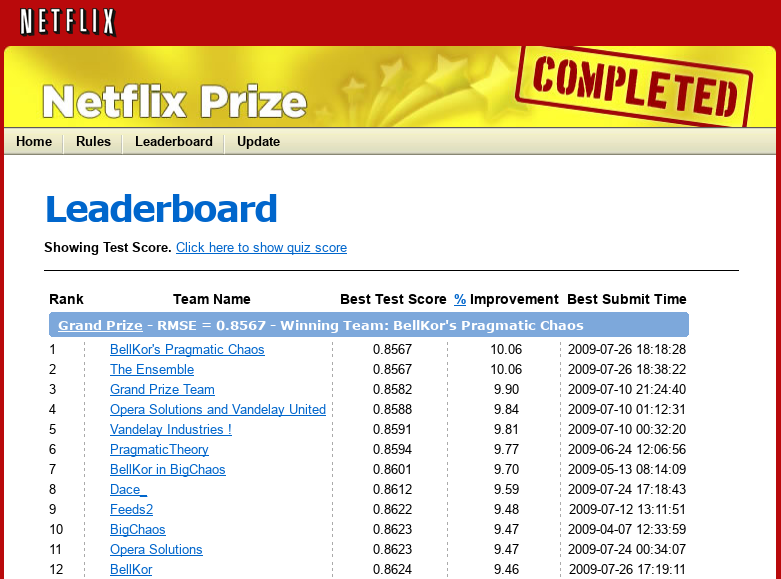 NETFLIX
Netflix Prize
COMPLETED
Home Rules Leaderboard Update
Leaderboard
Showing Test Score. Click here to show quiz score
Rank Team Name Best Test Score % Improvement Best Submit Time
Grand Prize - RMSE = 0.8567 - Winning Team: BellKor's Pragmatic Chaos
1 BellKor's Pragmatic Chaos 0.8567 10.06 2009-07-26 18:18:28
2 The Ensemble 0.8567 10.06 2009-07-26 18:38:22
3 Grand Prize Team 0.8582 9.90 2009-07-10 21:24:40
4 Opera Solutions and Vandelay United 0.8588 9.84 2009-07-10 01:12:31
5 Vandelay Industries ! 0.8591 9.81 2009-07-10 00:32:20
6 PragmaticTheory 0.8594 9.77 2009-06-24 12:06:56
7 BellKor in BigChaos 0.8601 9.70 2009-05-13 08:14:09
8 Dace_ 0.8612 9.59 2009-07-24 17:18:43
9 Feeds2 0.8622 9.48 2009-07-12 13:11:51
10 BigChaos 0.8623 9.47 2009-04-07 12:33:59
11 Opera Solutions 0.8623 9.47 2009-07-24 00:34:07
12 BellKor 0.8624 9.46 2009-07-26 17:19:11